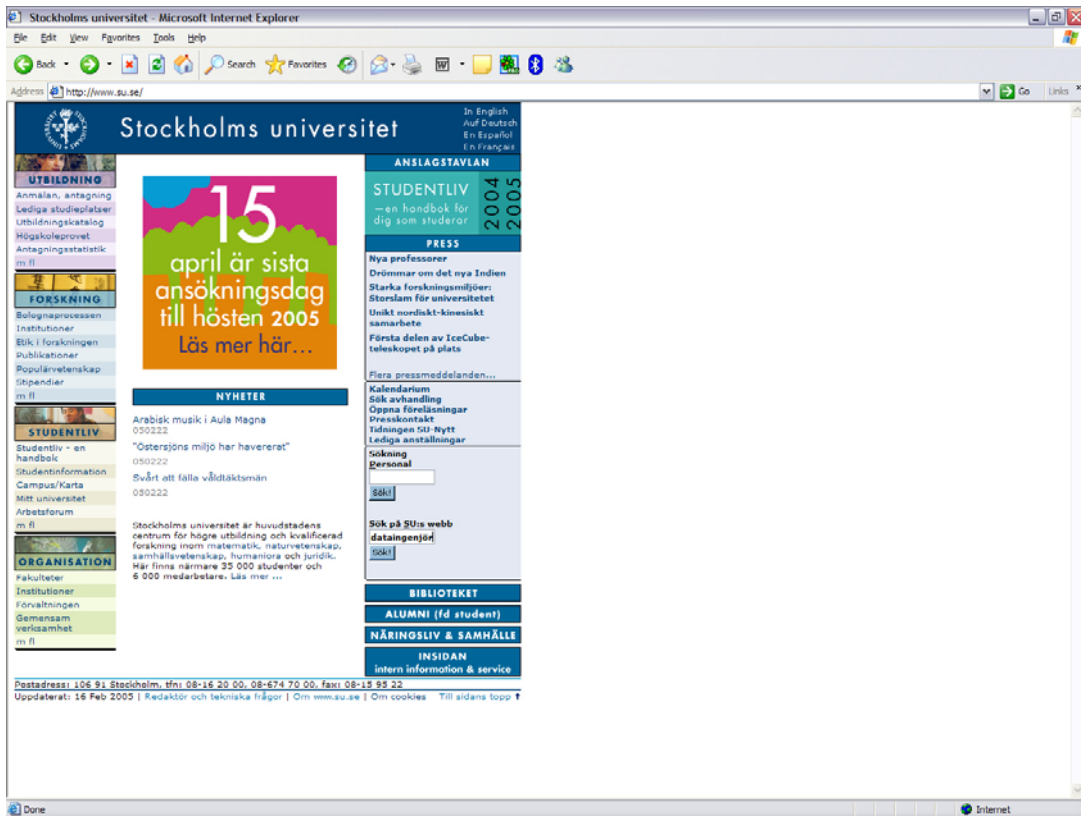 Stockholms universitet - Microsoft Internet Explorer
File Edit View Favorites Tools Help
Back Search Favorites
Address http://www.su.se/ Go Links
Stockholms universitet
In English
Auf Deutsch
En Español
En Français
UTBILDNING
Anmälan, antagning
Lediga studieplatser
Utbildningskatalog
Högskoleprovet
Antagningsstatistik
m fl
FORSKNING
Bolognaprocessen
Institutioner
Etik i forskningen
Publikationer
Populärvetenskap
Stipendier
m fl
STUDENTLIV
Studentliv - en
handbok
Studentinformation
Campus/Karta
Mitt universitet
Arbetsforum
m fl
ORGANISATION
Fakulteter
Institutioner
Förvaltningen
Gemensam
verksamhet
m fl
15
april är sista
ansökningsdag
till hösten 2005
Läs mer här...
NYHETER
Arabisk musik i Aula Magna
050222
"Östersjöns miljö har havererat"
050222
Svårt att fälla våldtäktsmän
050222
Stockholms universitet är huvudstadens
centrum för högre utbildning och kvalificerad
forskning inom matematik, naturvetenskap,
samhällsvetenskap, humaniora och juridik.
Här finns närmare 35 000 studenter och
6 000 medarbetare. Läs mer ...
ANSLAGSTAVLAN
STUDENTLIV
—en handbok för
dig som studerar
2004
2005
PRESS
Nya professorer
Drömmar om det nya Indien
Starka forskningsmiljöer:
Storslam för universitetet
Unikt nordiskt-kinesiskt
samarbete
Första delen av IceCube-
teleskopet på plats
Flera pressmeddelanden...
Kalendarium
Sök avhandling
Öppna föreläsningar
Presskontakt
Tidningen SU-Nytt
Lediga anställningar
Sökning
Personal
Sök!
Sök på SU:s webb
dataingenjör
Sök!
BIBLIOTEKET
ALUMNI (fd student)
NÄRINGSLIV & SAMHÄLLE
INSIDAN
intern information & service
Postadress: 106 91 Stockholm, tfn: 08-16 20 00, 08-674 70 00, fax: 08-15 95 22
Uppdaterat: 16 Feb 2005 | Redaktör och tekniska frågor | Om www.su.se | Om cookies Till sidans topp
Done Internet